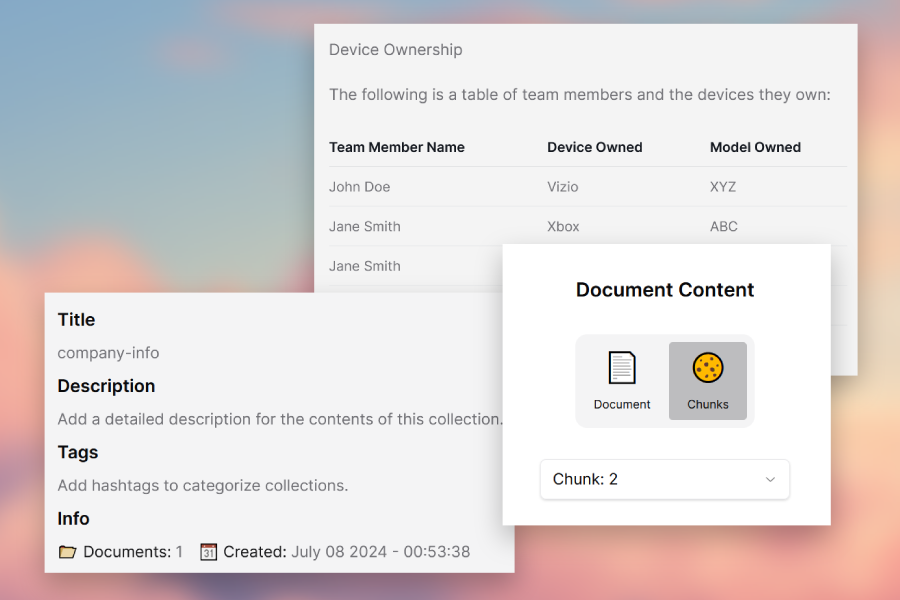 Device Ownership
The following is a table of team members and the devices they own:
Team Member Name Device Owned Model Owned
John Doe Vizio XYZ
Jane Smith Xbox ABC
Jane Smith
Title
company-info
Description
Add a detailed description for the contents of this collection.
Tags
Add hashtags to categorize collections.
Info
Documents: 1 31 Created: July 08 2024 - 00:53:38
Document Content
Document Chunks
Chunk: 2